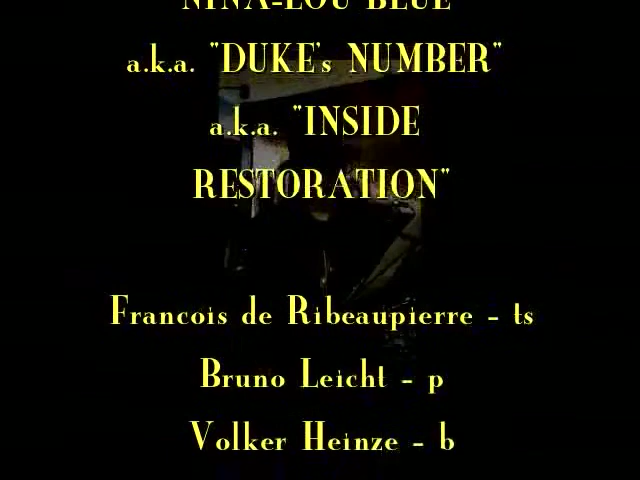 NINA-LOU BLUE
a.k.a. "DUKE's NUMBER"
a.k.a. "INSIDE
RESTORATION"
Francois de Ribeaupierre - ts
Bruno Leicht - p
Volker Heinze - b